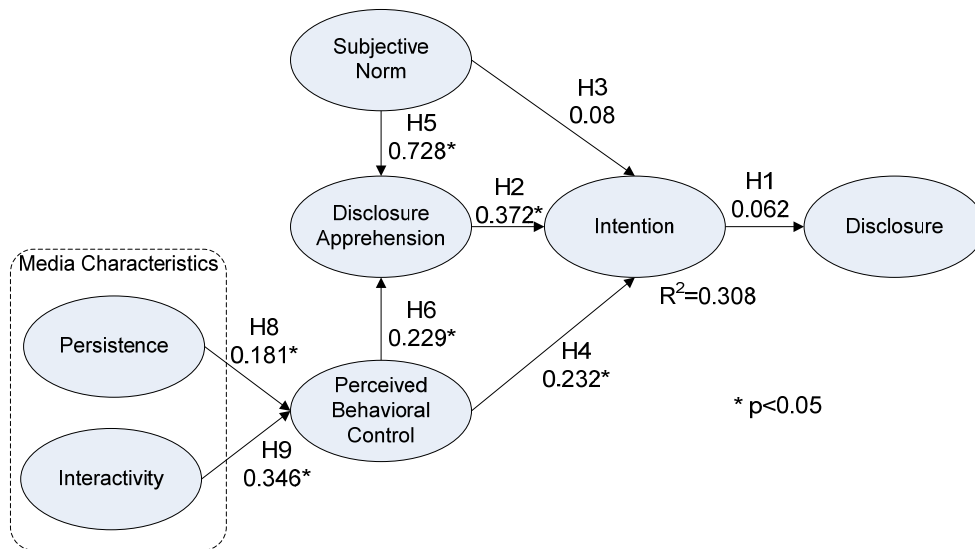 Subjective
Norm
H3
0.08
H5
0.728*
Disclosure
Apprehension
H2
0.372*
Intention
H1
0.062
Disclosure
R²=0.308
Media Characteristics
Persistence
H8
0.181*
H6
0.229*
H4
0.232*
Perceived
Behavioral
Control
* p<0.05
Interactivity
H9
0.346*